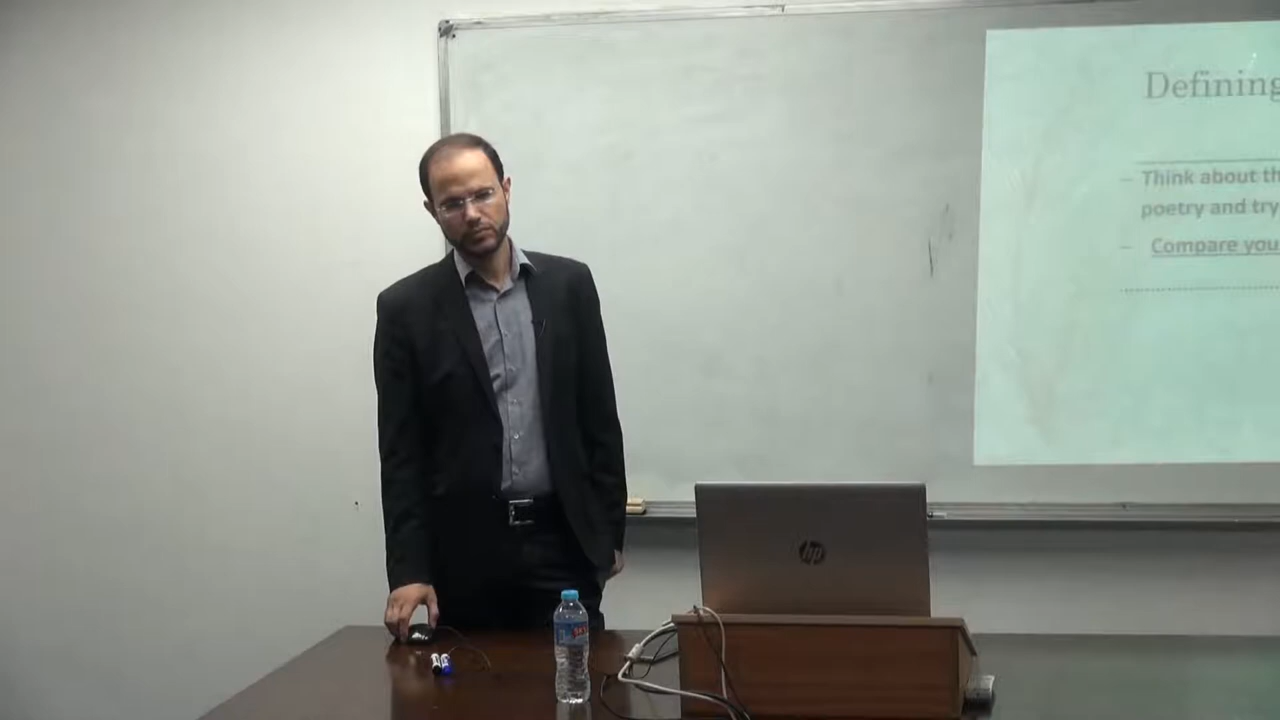 Defining
– Think about th
poetry and try
– Compare you
hp